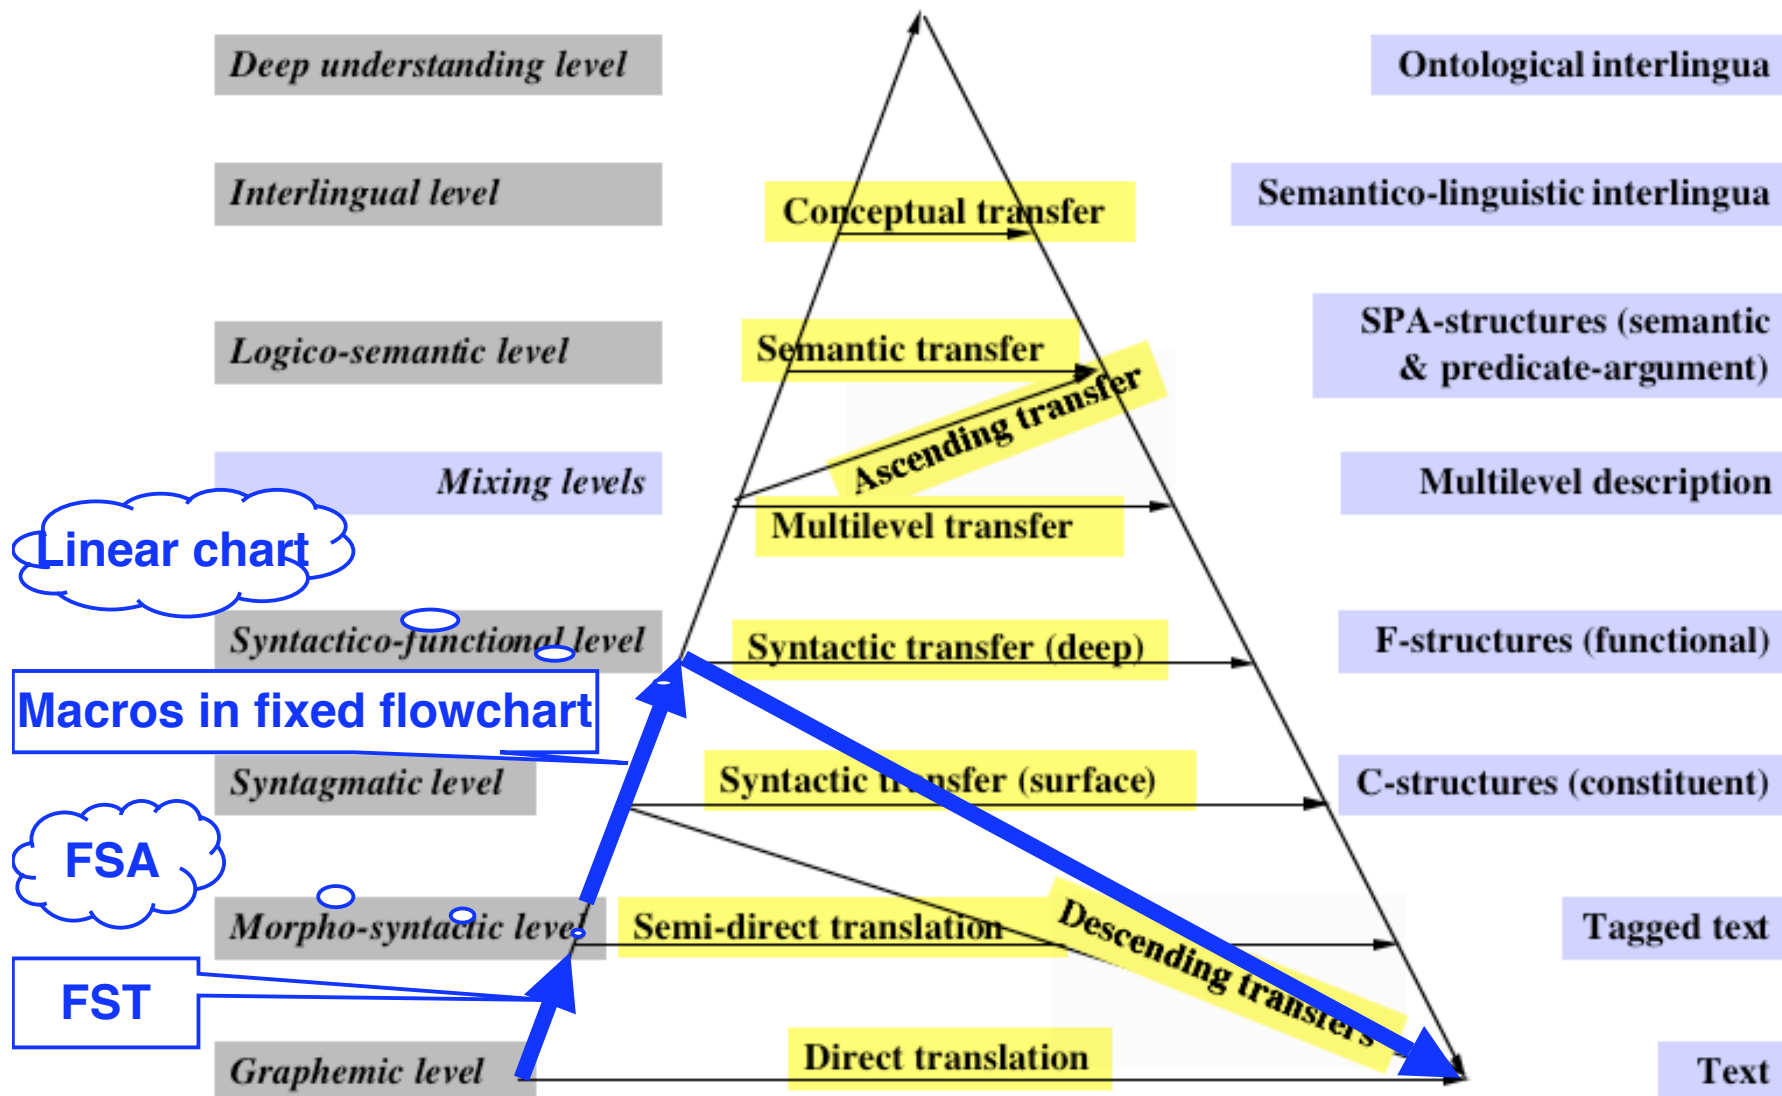 Deep understanding level
Ontological interlingua
Interlingual level
Conceptual transfer
Semantico-linguistic interlingua
Logico-semantic level
Semantic transfer
SPA-structures (semantic
& predicate-argument)
Ascending transfer
Mixing levels
Multilevel transfer
Multilevel description
Linear chart
Syntactico-functional level
Syntactic transfer (deep)
F-structures (functional)
Macros in fixed flowchart
Syntagmatic level
Syntactic transfer (surface)
C-structures (constituent)
FSA
Morpho-syntactic level
Semi-direct translation
Descending transfers
Tagged text
FST
Graphemic level
Direct translation
Text